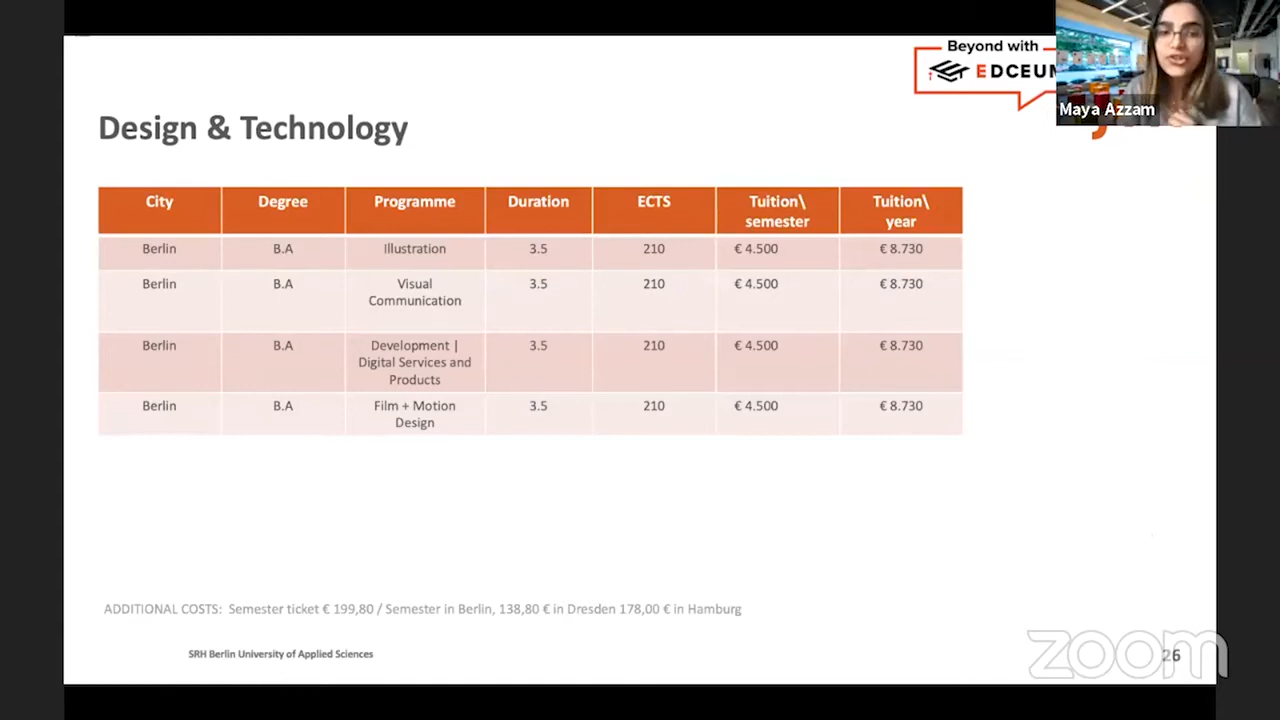 Beyond with
EDCEUM
Maya Azzam
Design & Technology
City Degree Programme Duration ECTS Tuition\ semester Tuition\ year
Berlin B.A Illustration 3.5 210 € 4.500 € 8.730
Berlin B.A Visual Communication 3.5 210 € 4.500 € 8.730
Berlin B.A Development | Digital Services and Products 3.5 210 € 4.500 € 8.730
Berlin B.A Film + Motion Design 3.5 210 € 4.500 € 8.730
ADDITIONAL COSTS: Semester ticket € 199,80 / Semester in Berlin, 138,80 € in Dresden 178,00 € in Hamburg
SRH Berlin University of Applied Sciences
zoom
26